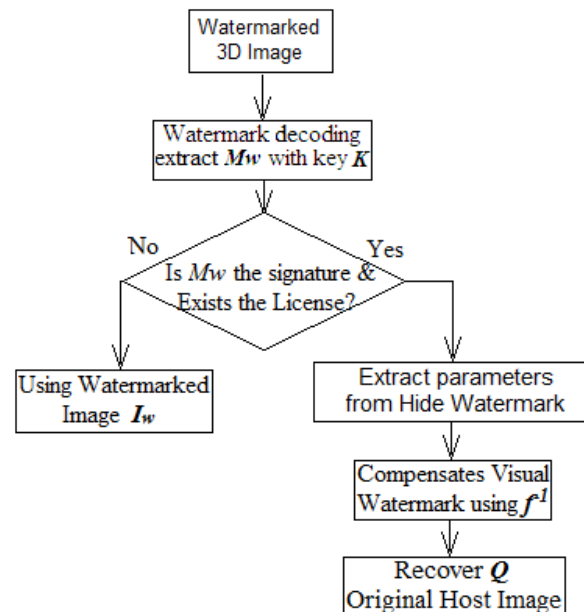 Watermarked
3D Image
Watermark decoding
extract Mw with key K
No
Yes
Is Mw the signature &
Exists the License?
Using Watermarked
Image Iw
Extract parameters
from Hide Watermark
Compensates Visual
Watermark using f⁻¹
Recover Q
Original Host Image